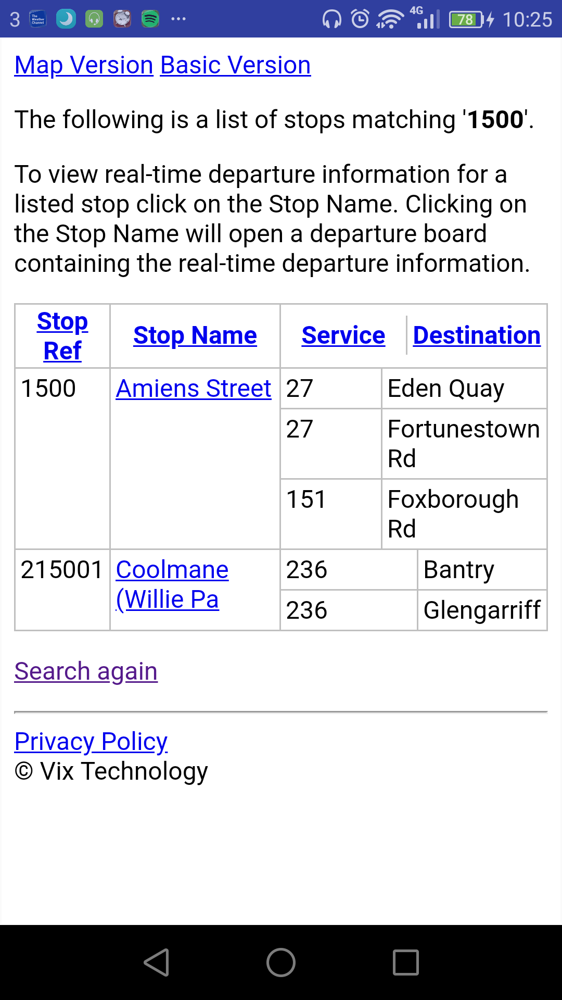 3 The Weather Channel 4G 78 10:25
Map Version Basic Version
The following is a list of stops matching '1500'.
To view real-time departure information for a
listed stop click on the Stop Name. Clicking on
the Stop Name will open a departure board
containing the real-time departure information.
Stop Ref Stop Name Service Destination
1500 Amiens Street 27 Eden Quay
27 Fortunestown
Rd
151 Foxborough
Rd
215001 Coolmane 236 Bantry
(Willie Pa
236 Glengarriff
Search again
Privacy Policy
© Vix Technology